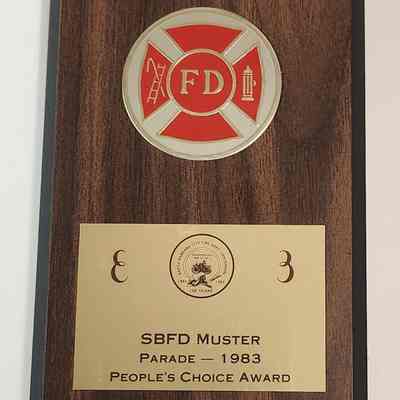 FD
SBFD MUSTER
PARADE — 1983
PEOPLE'S CHOICE AWARD